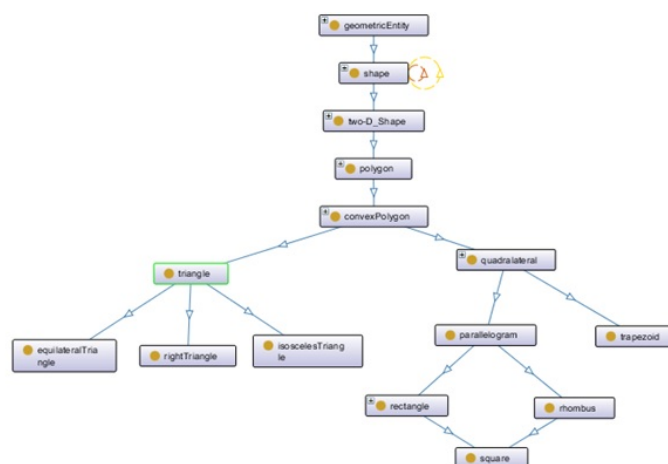 geometricEntity
shape
two-D_Shape
polygon
convexPolygon
triangle
quadralateral
equilateralTria
ngle
rightTriangle
isoscelesTriang
le
parallelogram
trapezoid
rectangle
rhombus
square